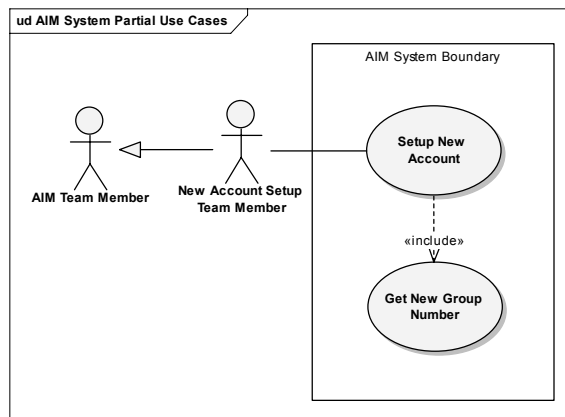 ud AIM System Partial Use Cases
AIM System Boundary
Setup New
Account
AIM Team Member
New Account Setup
Team Member
«include»
Get New Group
Number